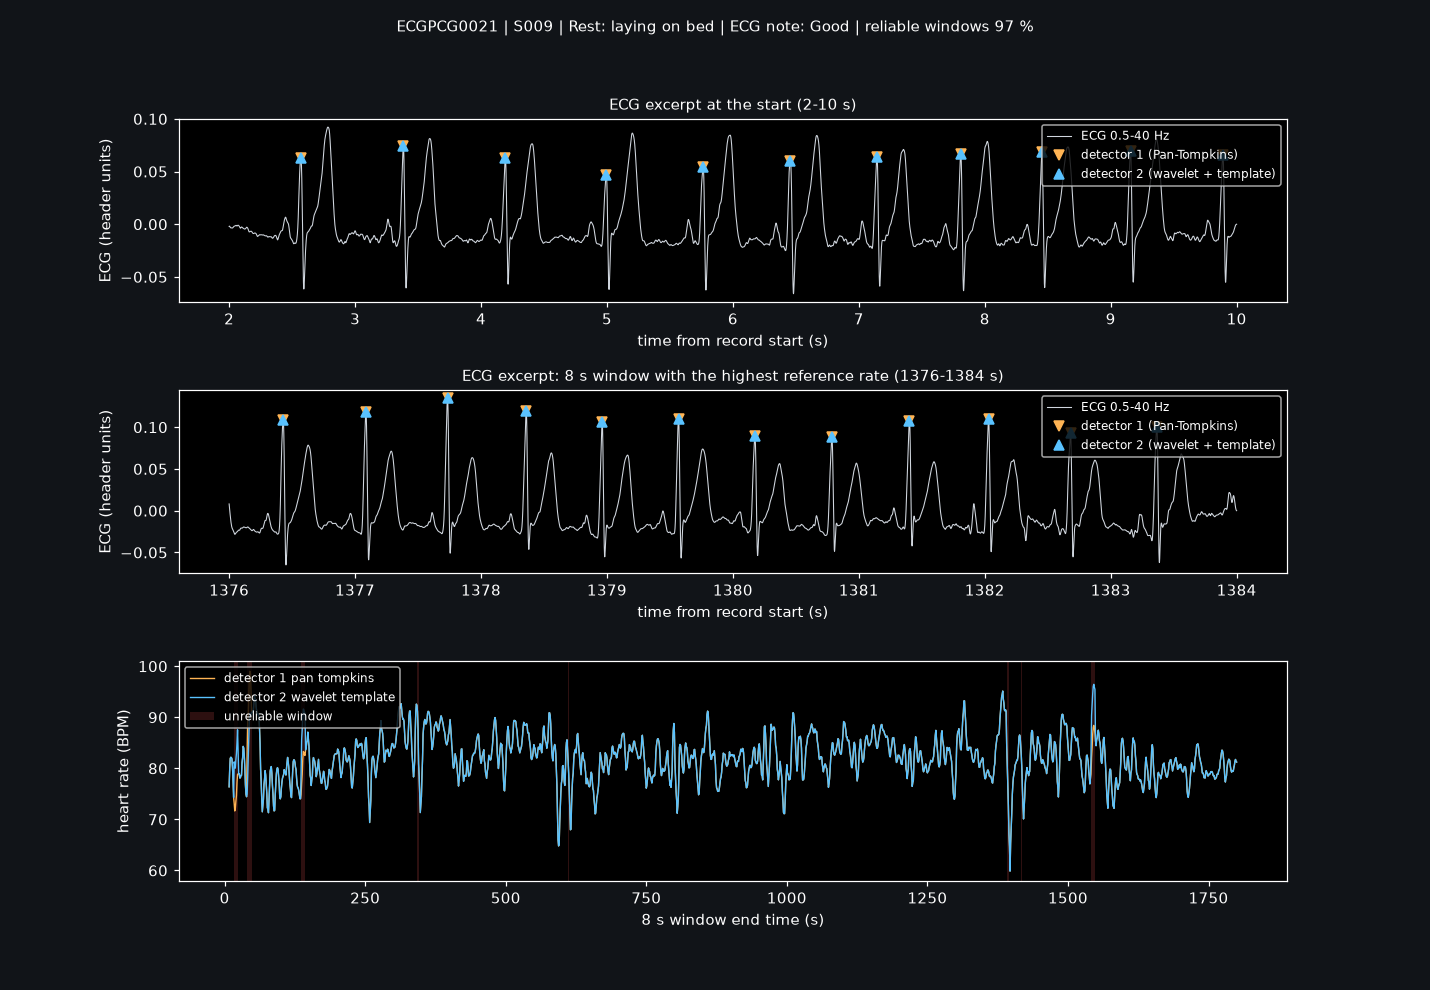 ECGPCG0021 | S009 | Rest: laying on bed | ECG note: Good | reliable windows 97 %
ECG excerpt at the start (2-10 s)
ECG (header units)
0.10
0.05
0.00
−0.05
ECG 0.5-40 Hz
detector 1 (Pan-Tompkins)
detector 2 (wavelet + template)
2 3 4 5 6 7 8 9 10
time from record start (s)
ECG excerpt: 8 s window with the highest reference rate (1376-1384 s)
ECG (header units)
0.10
0.05
0.00
−0.05
ECG 0.5-40 Hz
detector 1 (Pan-Tompkins)
detector 2 (wavelet + template)
1376 1377 1378 1379 1380 1381 1382 1383 1384
time from record start (s)
heart rate (BPM)
100
90
80
70
60
detector 1 pan tompkins
detector 2 wavelet template
unreliable window
0 250 500 750 1000 1250 1500 1750
8 s window end time (s)